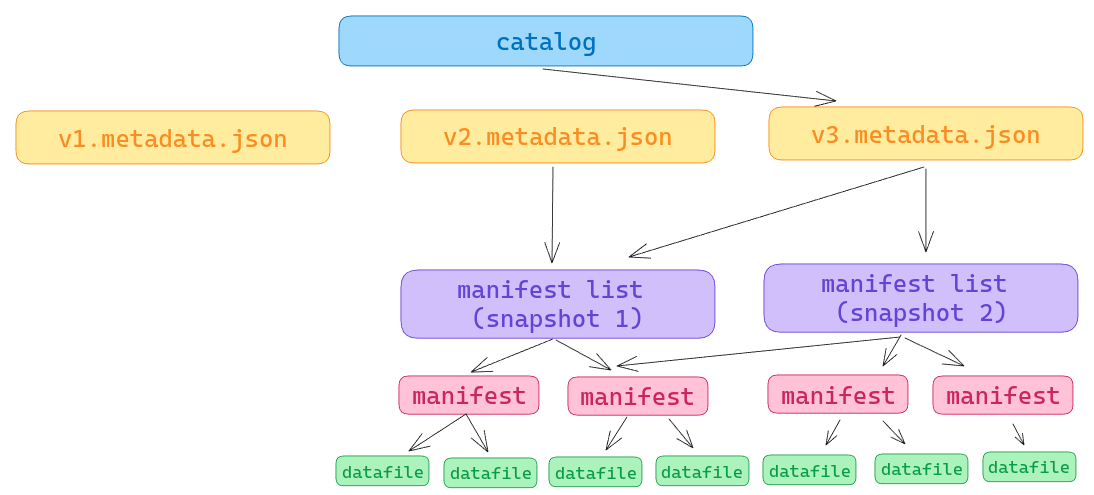 catalog
v1.metadata.json
v2.metadata.json
v3.metadata.json
manifest list
(snapshot 1)
manifest list
(snapshot 2)
manifest
manifest
manifest
manifest
datafile
datafile
datafile
datafile
datafile
datafile
datafile